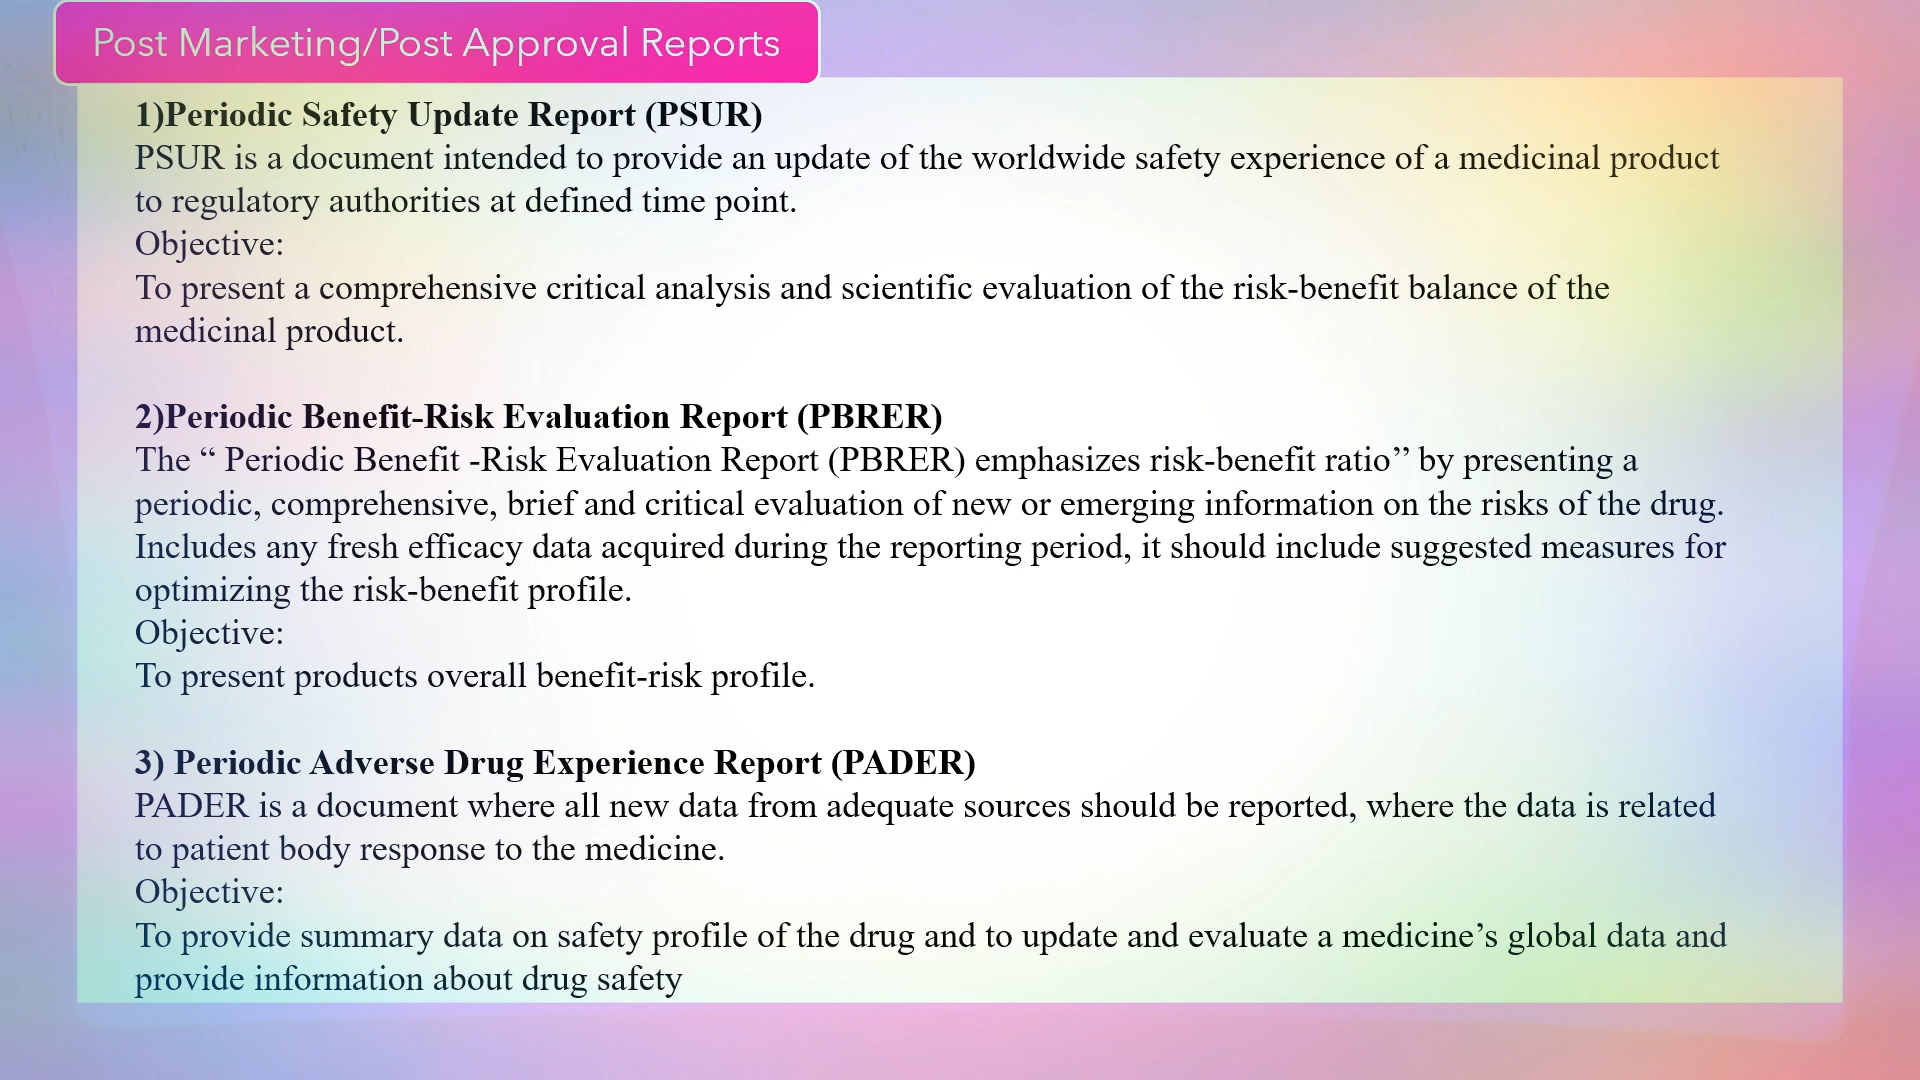 Post Marketing/Post Approval Reports
1)Periodic Safety Update Report (PSUR)
PSUR is a document intended to provide an update of the worldwide safety experience of a medicinal product
to regulatory authorities at defined time point.
Objective:
To present a comprehensive critical analysis and scientific evaluation of the risk-benefit balance of the
medicinal product.
2)Periodic Benefit-Risk Evaluation Report (PBRER)
The “ Periodic Benefit -Risk Evaluation Report (PBRER) emphasizes risk-benefit ratio” by presenting a
periodic, comprehensive, brief and critical evaluation of new or emerging information on the risks of the drug.
Includes any fresh efficacy data acquired during the reporting period, it should include suggested measures for
optimizing the risk-benefit profile.
Objective:
To present products overall benefit-risk profile.
3) Periodic Adverse Drug Experience Report (PADER)
PADER is a document where all new data from adequate sources should be reported, where the data is related
to patient body response to the medicine.
Objective:
To provide summary data on safety profile of the drug and to update and evaluate a medicine’s global data and
provide information about drug safety